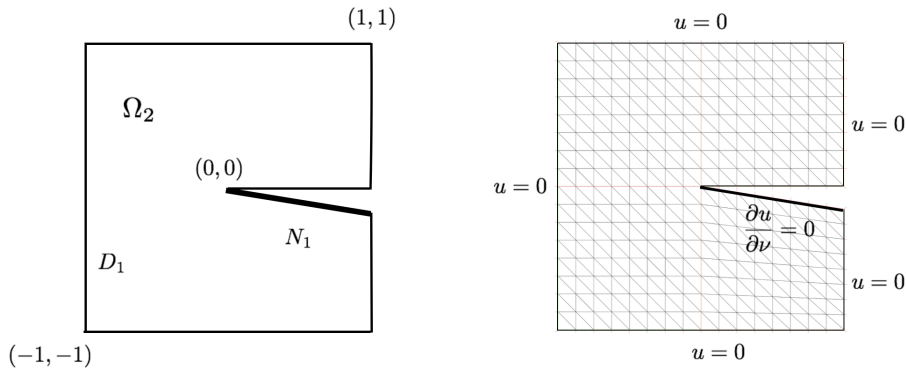 (1, 1)
Ω₂
(0, 0)
N₁
D₁
(−1, −1)
u = 0
u = 0
u = 0
∂u/∂ν = 0
u = 0
u = 0